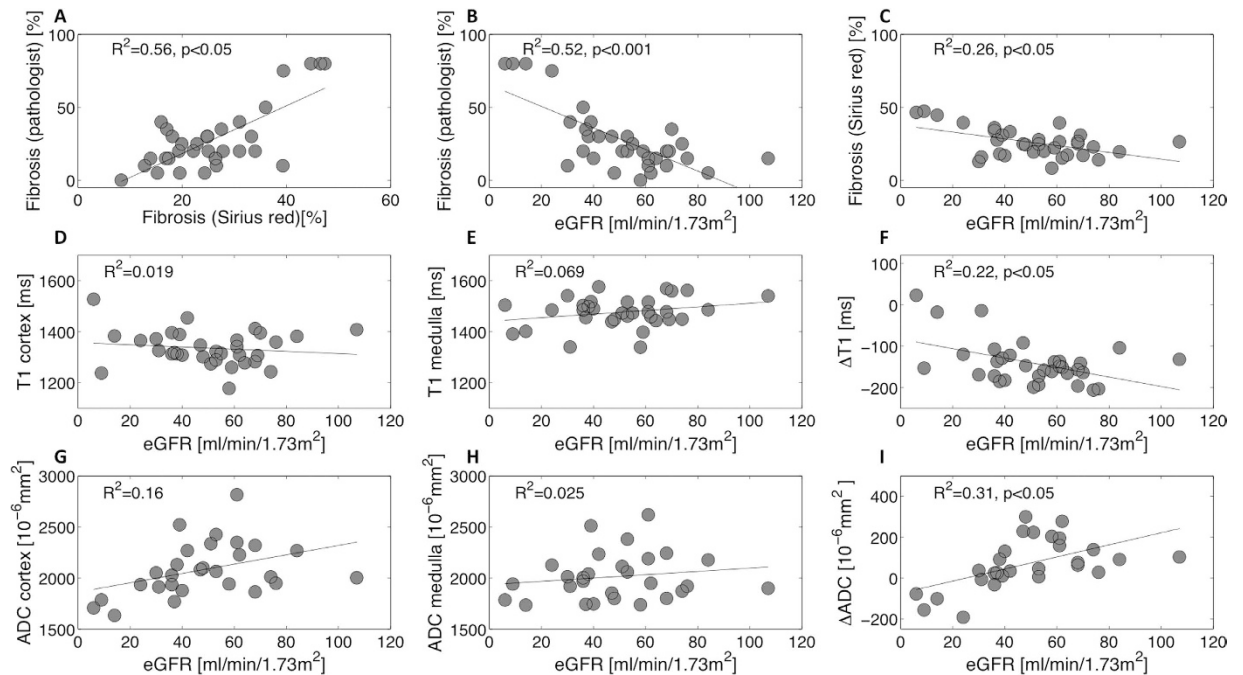 A
R²=0.56, p<0.05
Fibrosis (pathologist) [%]
100
50
0
0 20 40 60
Fibrosis (Sirius red)[%]
B
R²=0.52, p<0.001
Fibrosis (pathologist) [%]
100
50
0
0 20 40 60 80 100 120
eGFR [ml/min/1.73m²]
C
R²=0.26, p<0.05
Fibrosis (Sirius red) [%]
100
50
0
0 20 40 60 80 100 120
eGFR [ml/min/1.73m²]
D
R²=0.019
T1 cortex [ms]
1600
1400
1200
0 20 40 60 80 100 120
eGFR [ml/min/1.73m²]
E
R²=0.069
T1 medulla [ms]
1600
1400
1200
0 20 40 60 80 100 120
eGFR [ml/min/1.73m²]
F
R²=0.22, p<0.05
ΔT1 [ms]
100
0
−100
−200
0 20 40 60 80 100 120
eGFR [ml/min/1.73m²]
G
R²=0.16
ADC cortex [10⁻⁶mm²]
3000
2500
2000
1500
0 20 40 60 80 100 120
eGFR [ml/min/1.73m²]
H
R²=0.025
ADC medulla [10⁻⁶mm²]
3000
2500
2000
1500
0 20 40 60 80 100 120
eGFR [ml/min/1.73m²]
I
R²=0.31, p<0.05
ΔADC [10⁻⁶mm²]
400
200
0
−200
0 20 40 60 80 100 120
eGFR [ml/min/1.73m²]